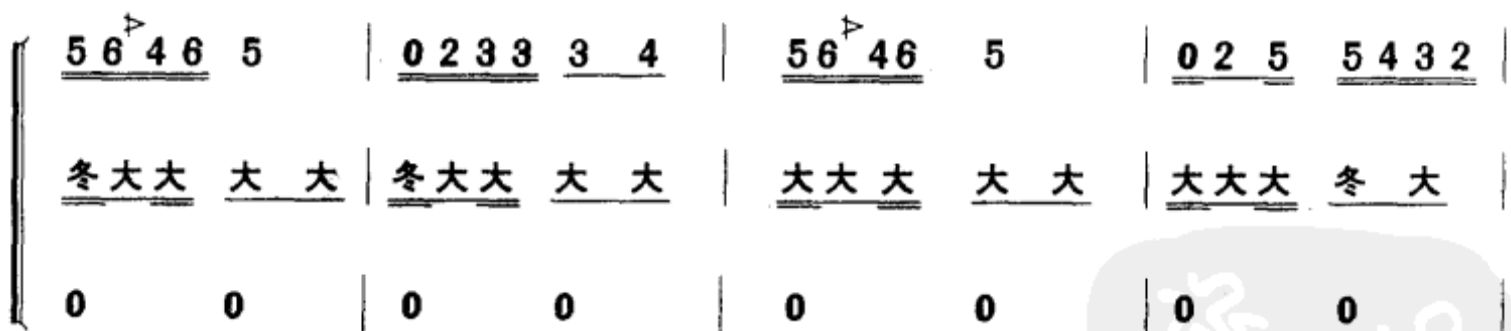 5 6 4 6 5 | 0 2 3 3 3 4 | 5 6 4 6 5 | 0 2 5 5 4 3 2 |
冬 大 大 大 大 | 冬 大 大 大 大 | 大 大 大 大 大 | 大 大 大 冬 大 |
0 0 | 0 0 | 0 0 | 0 0 |